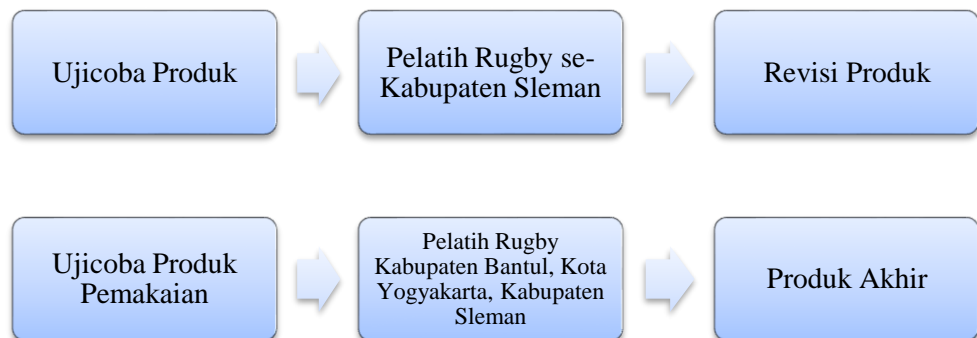 Ujicoba Produk
Pelatih Rugby se-
Kabupaten Sleman
Revisi Produk
Ujicoba Produk
Pemakaian
Pelatih Rugby
Kabupaten Bantul, Kota
Yogyakarta, Kabupaten
Sleman
Produk Akhir